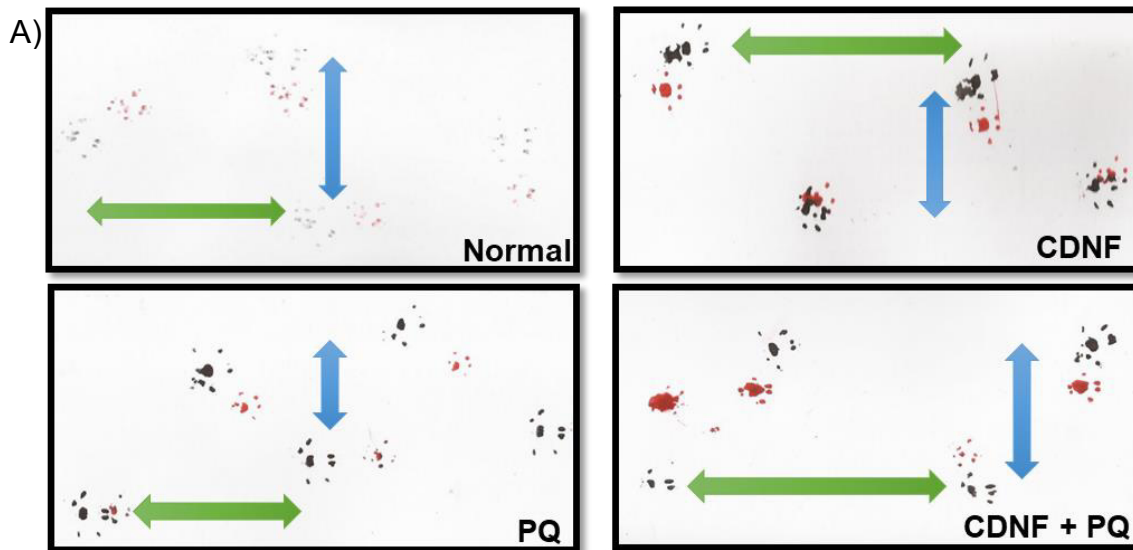 A)
Normal
CDNF
PQ
CDNF + PQ